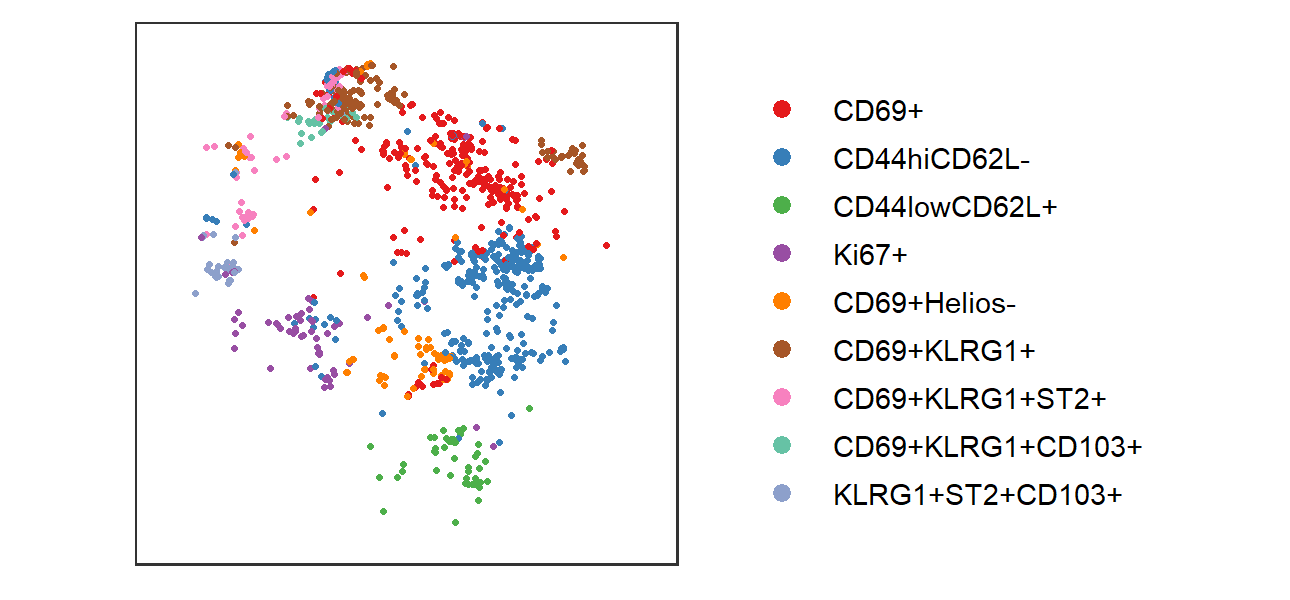 CD69+
CD44hiCD62L-
CD44lowCD62L+
Ki67+
CD69+Helios-
CD69+KLRG1+
CD69+KLRG1+ST2+
CD69+KLRG1+CD103+
KLRG1+ST2+CD103+